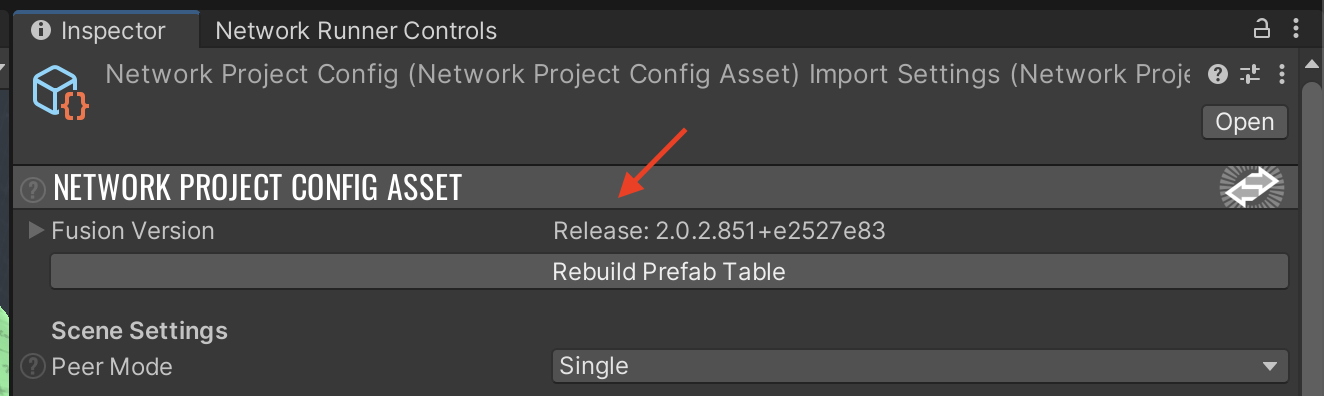 Inspector
Network Runner Controls
Network Project Config (Network Project Config Asset) Import Settings (Network Proje
Open
NETWORK PROJECT CONFIG ASSET
Fusion Version
Release: 2.0.2.851+e2527e83
Rebuild Prefab Table
Scene Settings
Peer Mode
Single